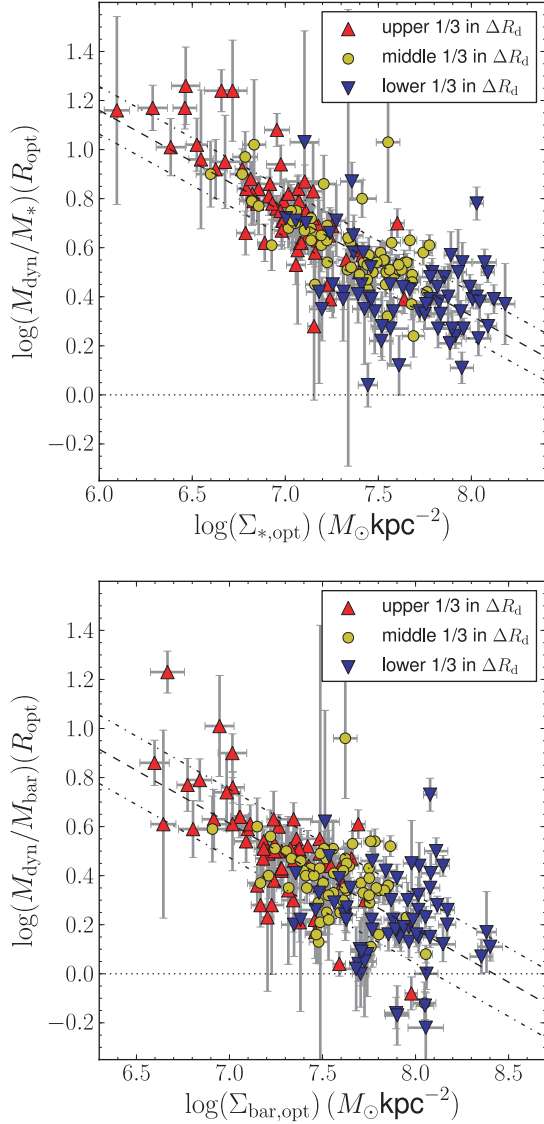 upper 1/3 in ΔR_d
middle 1/3 in ΔR_d
lower 1/3 in ΔR_d
1.4
1.2
1.0
0.8
0.6
0.4
0.2
0.0
−0.2
log(M_dyn/M_*)(R_opt)
6.0 6.5 7.0 7.5 8.0
log(Σ_*,opt) (M_⊙kpc^−2)
upper 1/3 in ΔR_d
middle 1/3 in ΔR_d
lower 1/3 in ΔR_d
1.4
1.2
1.0
0.8
0.6
0.4
0.2
0.0
−0.2
log(M_dyn/M_bar)(R_opt)
6.5 7.0 7.5 8.0 8.5
log(Σ_bar,opt) (M_⊙kpc^−2)